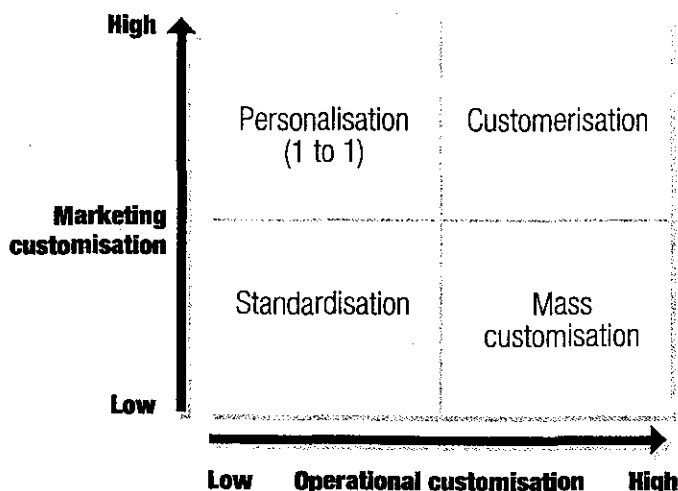 High
Personalisation
(1 to 1)
Customerisation
Marketing
customisation
Standardisation
Mass
customisation
Low
Low Operational customisation High